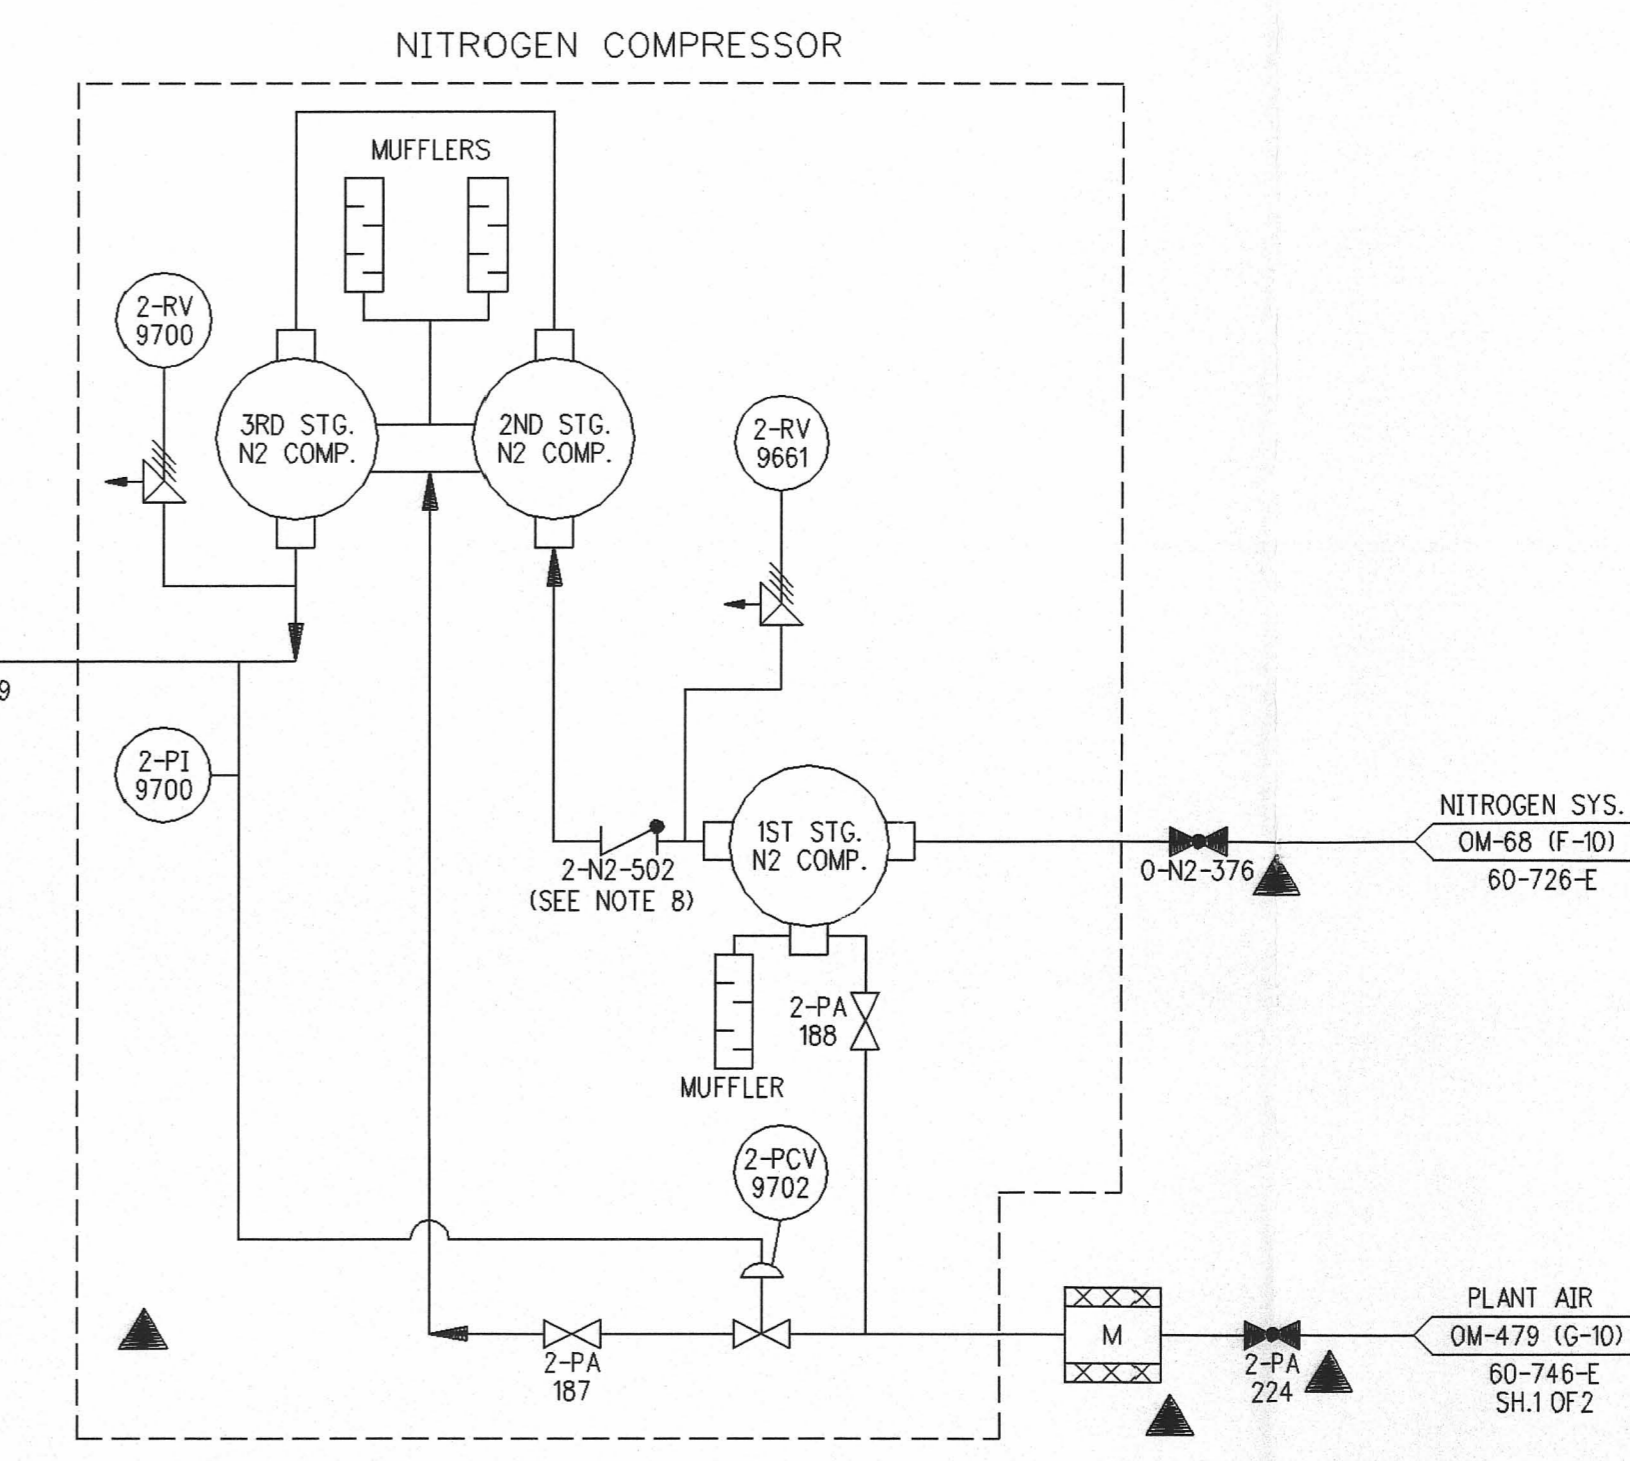 NITROGEN COMPRESSOR
MUFFLERS
2-RV
9700
3RD STG.
N2 COMP.
2ND STG.
N2 COMP.
2-RV
9661
9
2-PI
9700
1ST STG.
N2 COMP.
2-N2-502
(SEE NOTE 8)
0-N2-376
NITROGEN SYS.
OM-68 (F-10)
60-726-E
2-PA
188
MUFFLER
2-PCV
9702
2-PA
187
M
2-PA
224
PLANT AIR
OM-479 (G-10)
60-746-E
SH.1 OF2